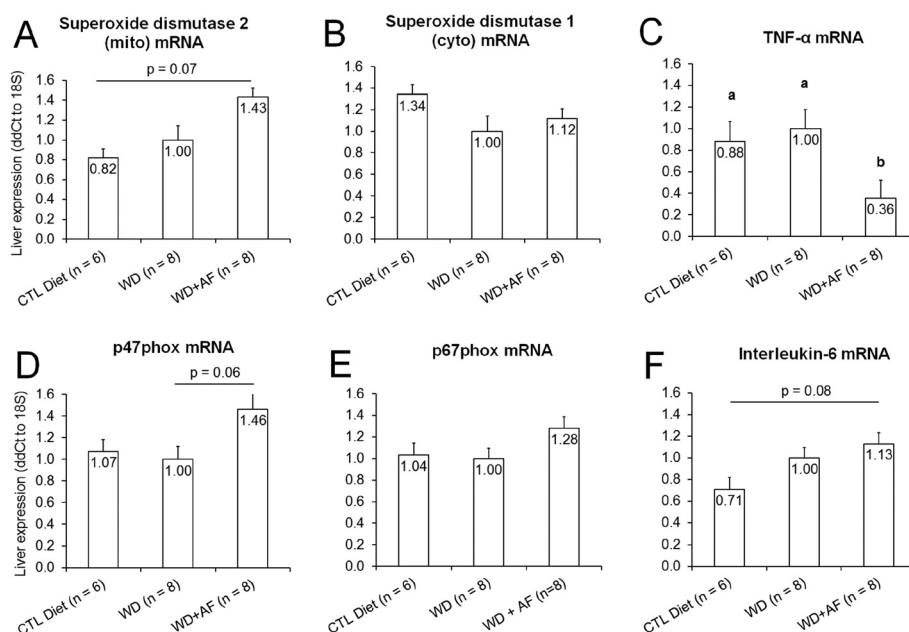 A
Superoxide dismutase 2
(mito) mRNA
Liver expression (ddCt to 18S)
p = 0.07
1.6
1.4
1.2
1.0
0.8
0.6
0.4
0.2
0.0
0.82
1.00
1.43
CTL Diet (n = 6)
WD (n = 8)
WD+AF (n = 8)
B
Superoxide dismutase 1
(cyto) mRNA
1.6
1.4
1.2
1.0
0.8
0.6
0.4
0.2
0.0
1.34
1.00
1.12
CTL Diet (n = 6)
WD (n = 8)
WD+AF (n = 8)
C
TNF-α mRNA
1.6
1.4
1.2
1.0
0.8
0.6
0.4
0.2
0.0
a
a
b
0.88
1.00
0.36
CTL Diet (n = 6)
WD (n = 8)
WD+AF (n = 8)
D
p47phox mRNA
Liver expression (ddCt to 18S)
p = 0.06
1.6
1.4
1.2
1.0
0.8
0.6
0.4
0.2
0.0
1.07
1.00
1.46
CTL Diet (n = 6)
WD (n = 8)
WD+AF (n = 8)
E
p67phox mRNA
1.6
1.4
1.2
1.0
0.8
0.6
0.4
0.2
0.0
1.04
1.00
1.28
CTL Diet (n = 6)
WD (n = 8)
WD + AF (n=8)
F
Interleukin-6 mRNA
p = 0.08
1.6
1.4
1.2
1.0
0.8
0.6
0.4
0.2
0.0
0.71
1.00
1.13
CTL Diet (n = 6)
WD (n = 8)
WD+AF (n = 8)